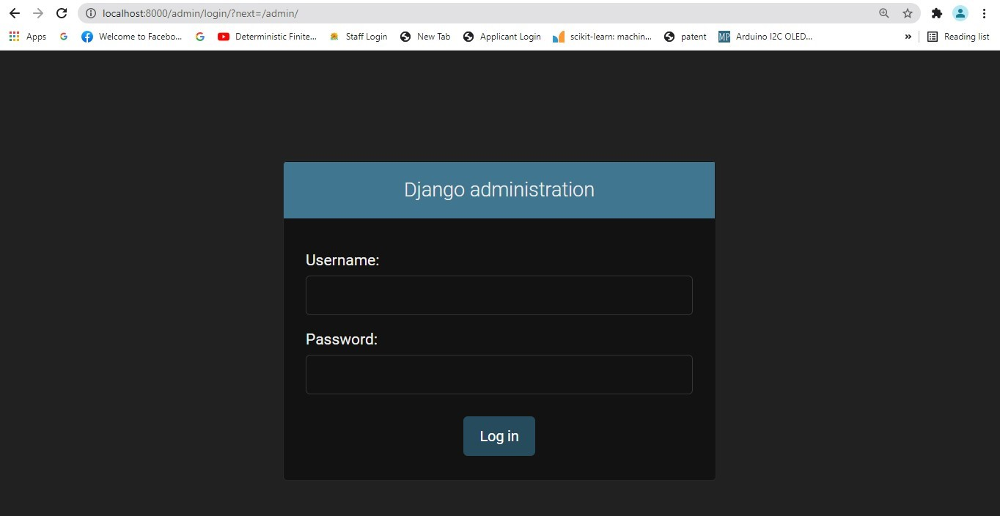 localhost:8000/admin/login/?next=/admin/
Apps Welcome to Facebo... Deterministic Finite... Staff Login New Tab Applicant Login scikit-learn: machin... patent MP Arduino I2C OLED... » Reading list
Django administration
Username:
Password:
Log in